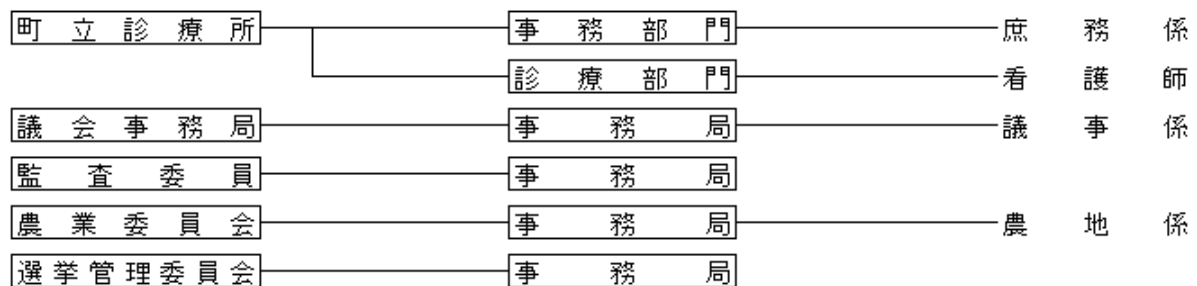 町立診療所 事務部門 庶務係
診療部門 看護師
議会事務局 事務局 議事係
監査委員 事務局
農業委員会 事務局 農地係
選挙管理委員会 事務局